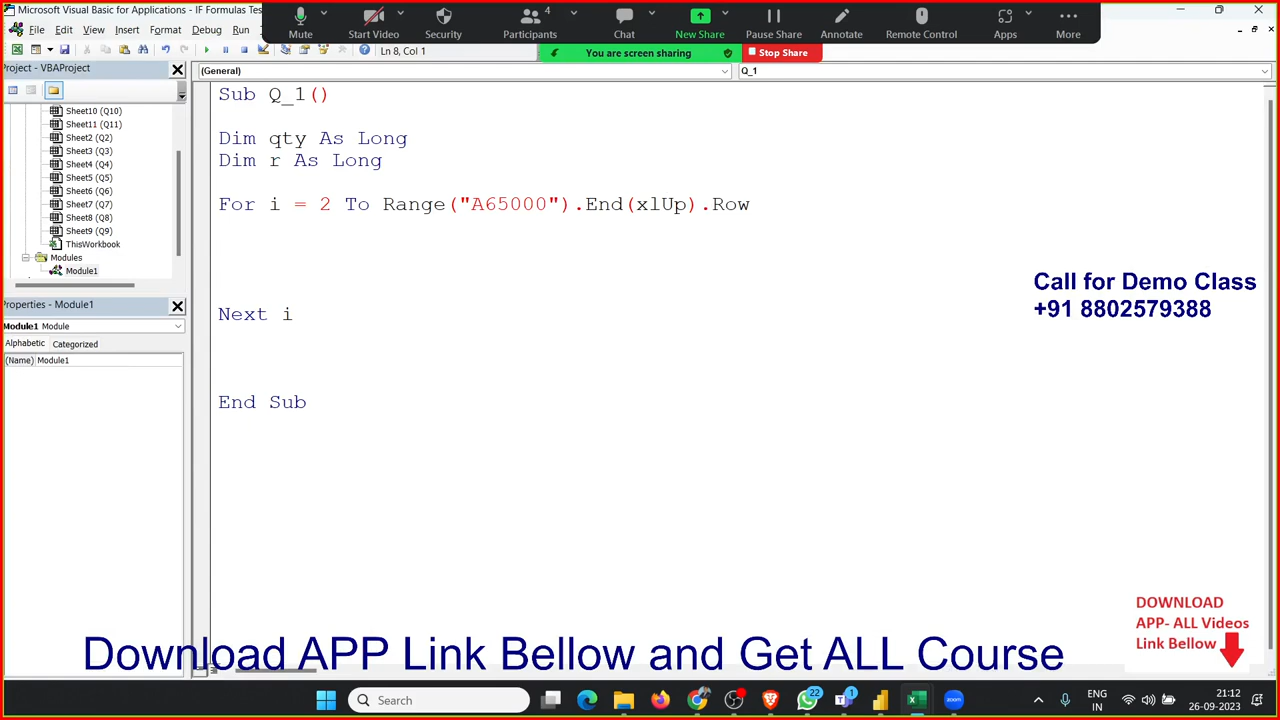 Microsoft Visual Basic for Applications - IF Formulas Tes
Mute
Start Video
Security
4
Participants
Chat
New Share
Pause Share
Annotate
Remote Control
Apps
More
File Edit View Insert Format Debug Run
Ln 8, Col 1
You are screen sharing
Stop Share
Project - VBAProject
(General)
Q_1
Sheet10 (Q10)
Sheet11 (Q11)
Sheet2 (Q2)
Sheet3 (Q3)
Sheet4 (Q4)
Sheet5 (Q5)
Sheet6 (Q6)
Sheet7 (Q7)
Sheet8 (Q8)
Sheet9 (Q9)
ThisWorkbook
Modules
Module1
Properties - Module1
Module1 Module
Alphabetic Categorized
(Name) Module1
Sub Q_1()
Dim qty As Long
Dim r As Long
For i = 2 To Range("A65000").End(xlUp).Row
Next i
End Sub
Call for Demo Class
+91 8802579388
DOWNLOAD
APP- ALL Videos
Link Bellow
Download APP Link Bellow and Get ALL Course
Search
22
1
zoom
ENG
IN
21:12
26-09-2023